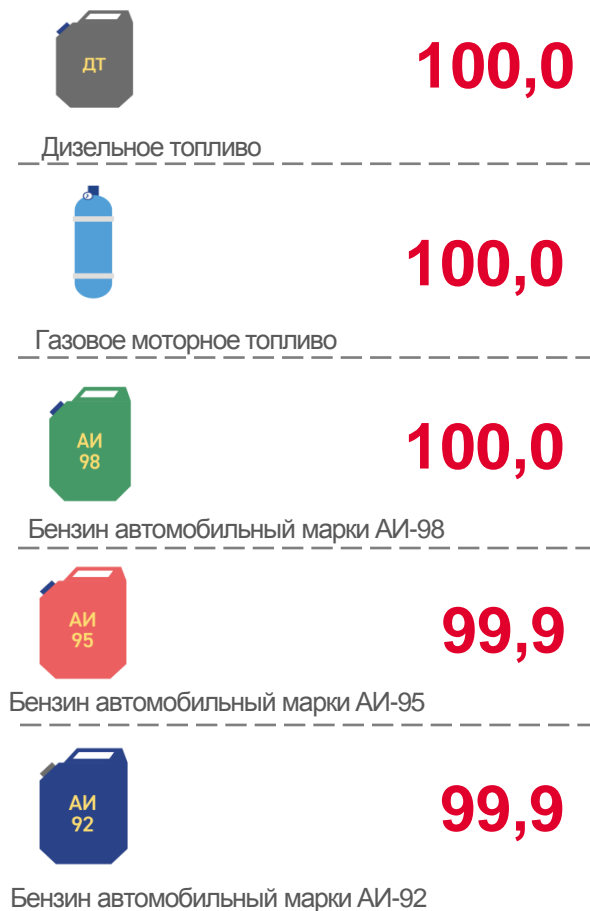 ДТ
100,0
Дизельное топливо
100,0
Газовое моторное топливо
АИ
98
100,0
Бензин автомобильный марки АИ-98
АИ
95
99,9
Бензин автомобильный марки АИ-95
АИ
92
99,9
Бензин автомобильный марки АИ-92